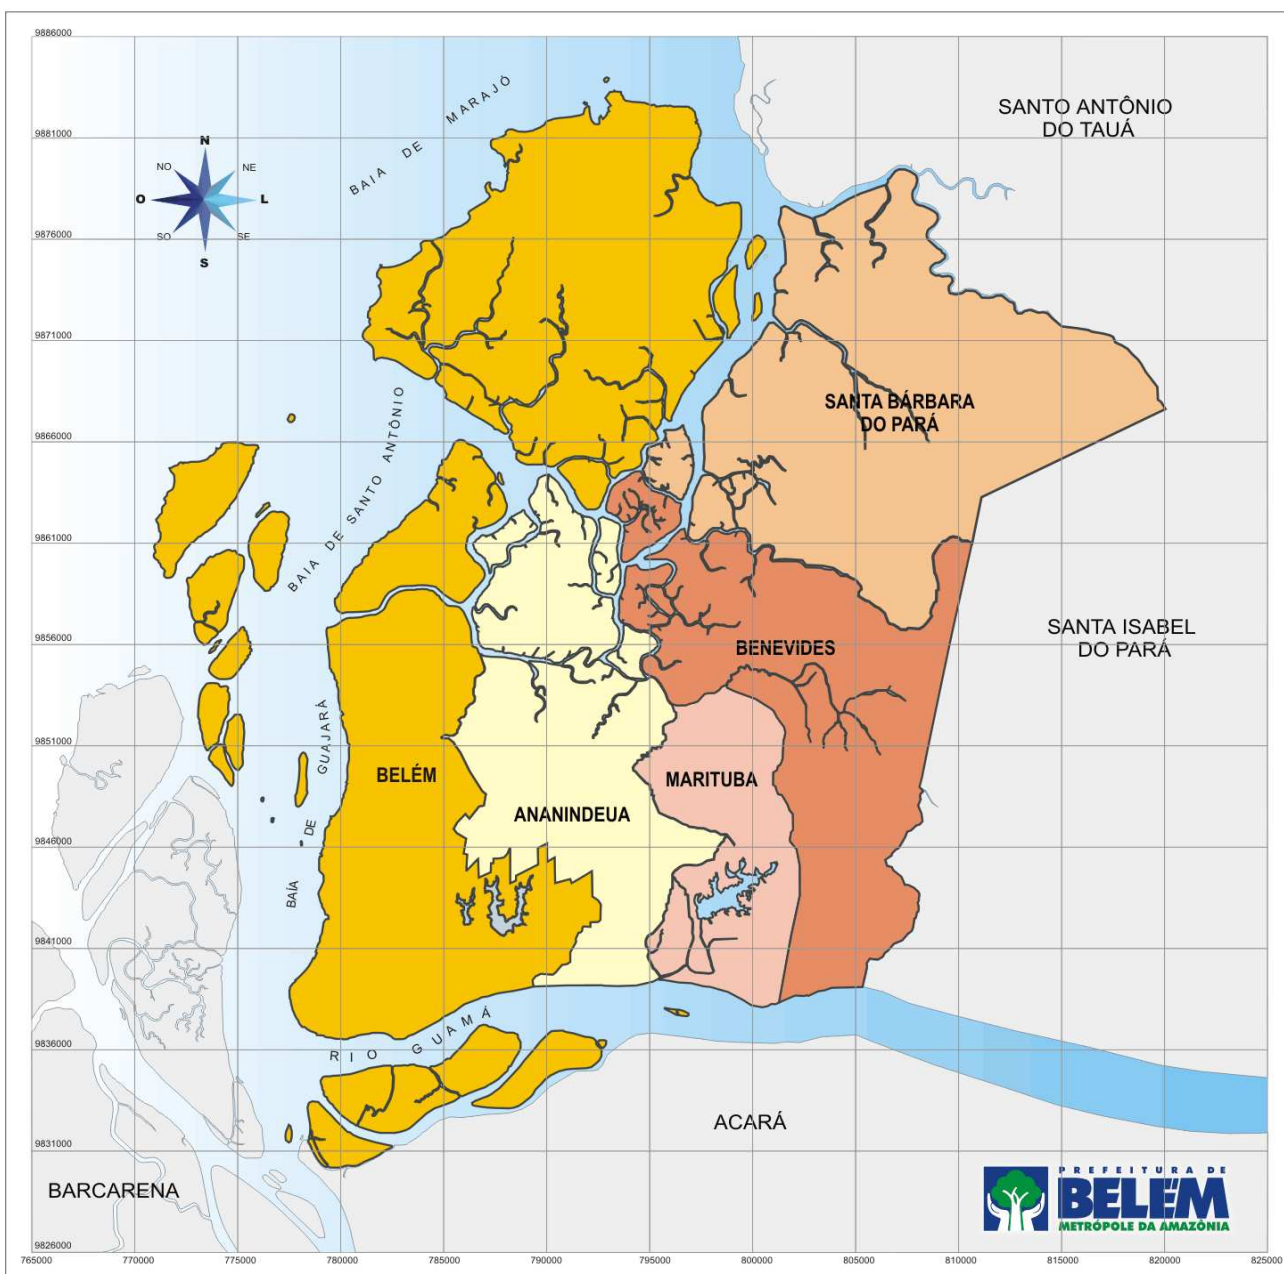 9886000
BAIA DE MARAJÓ
SANTO ANTÔNIO
DO TAUÁ
9881000
N
NO
NE
O
L
SO
SE
S
9876000
9871000
BAIA DE SANTO ANTÔNIO
SANTA BÁRBARA
DO PARÁ
9866000
9861000
9856000
SANTA ISABEL
DO PARÁ
BENEVIDES
9851000
BAÍA DE GUAJARÁ
BELÉM
MARITUBA
ANANINDEUA
9846000
9841000
RIO GUAMÁ
9836000
ACARÁ
9831000
BARCARENA
PREFEITURA DE
BELÉM
METRÓPOLE DA AMAZÔNIA
9826000
765000 770000 775000 780000 785000 790000 795000 800000 805000 810000 815000 820000 825000